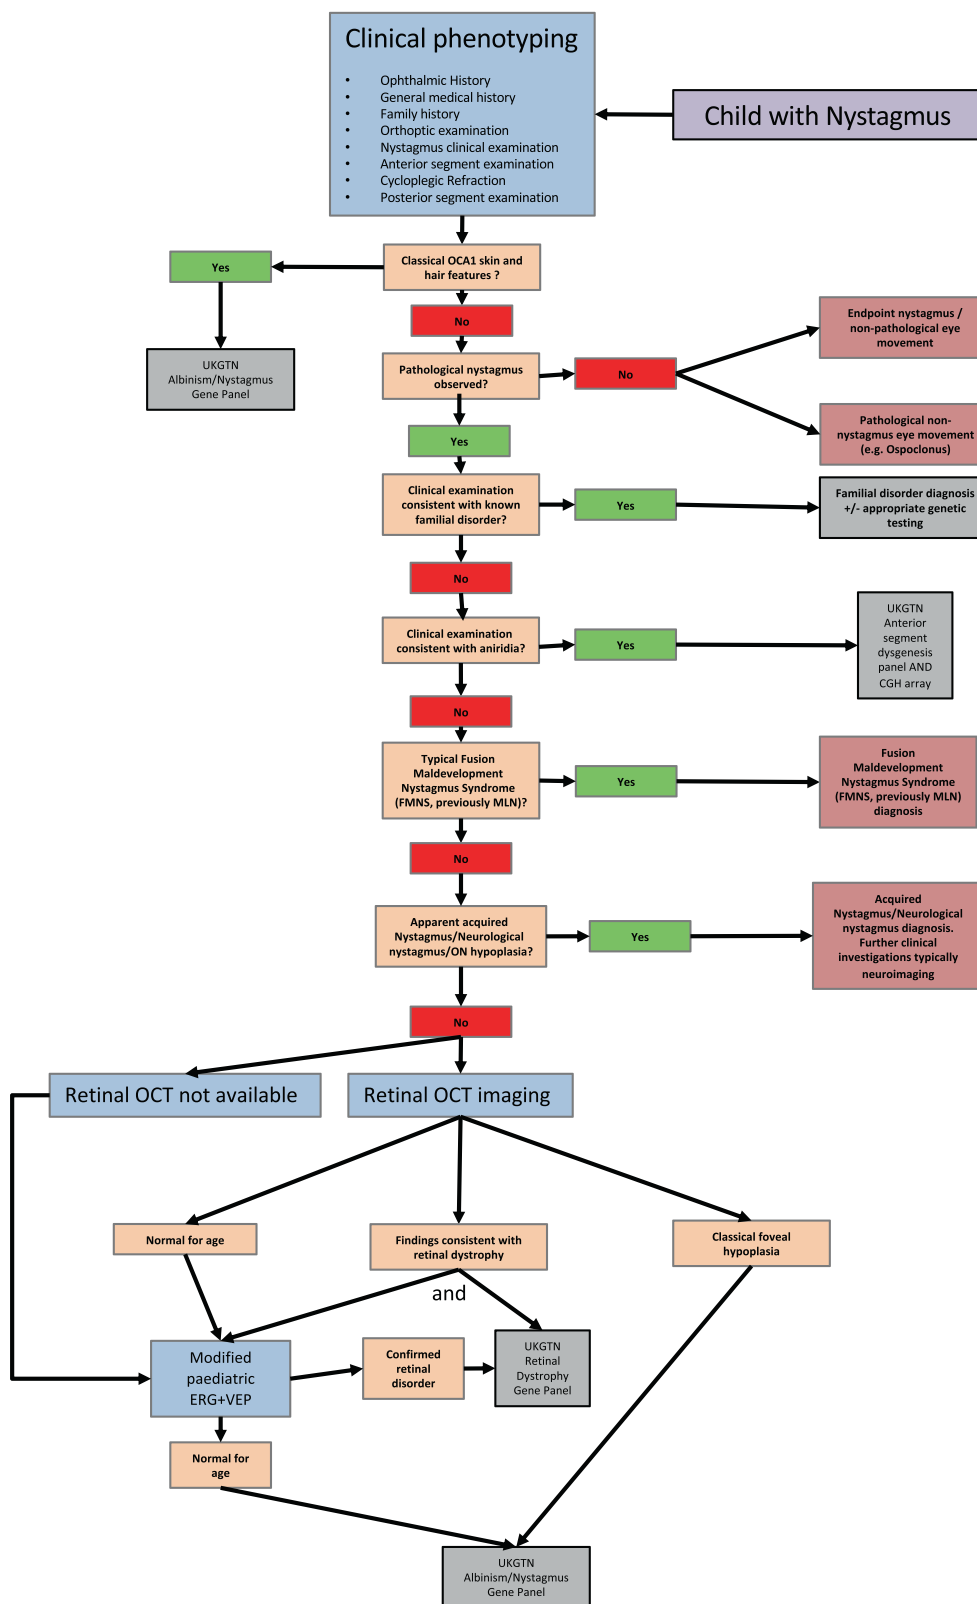 Clinical phenotyping
• Ophthalmic History
• General medical history
• Family history
• Orthoptic examination
• Nystagmus clinical examination
• Anterior segment examination
• Cycloplegic Refraction
• Posterior segment examination
Child with Nystagmus
Classical OCA1 skin and
hair features ?
Yes
UKGTN
Albinism/Nystagmus
Gene Panel
No
Pathological nystagmus
observed?
No
Endpoint nystagmus /
non-pathological eye
movement
Pathological non-
nystagmus eye movement
(e.g. Ospoclonus)
Yes
Clinical examination
consistent with known
familial disorder?
Yes
Familial disorder diagnosis
+/- appropriate genetic
testing
No
Clinical examination
consistent with aniridia?
Yes
UKGTN
Anterior
segment
dysgenesis
panel AND
CGH array
No
Typical Fusion
Maldevelopment
Nystagmus Syndrome
(FMNS, previously MLN)?
Yes
Fusion
Maldevelopment
Nystagmus Syndrome
(FMNS, previously MLN)
diagnosis
No
Apparent acquired
Nystagmus/Neurological
nystagmus/ON hypoplasia?
Yes
Acquired
Nystagmus/Neurological
nystagmus diagnosis.
Further clinical
investigations typically
neuroimaging
No
Retinal OCT not available
Retinal OCT imaging
Normal for age
Findings consistent with
retinal dystrophy
Classical foveal
hypoplasia
and
Modified
paediatric
ERG+VEP
Confirmed
retinal
disorder
UKGTN
Retinal
Dystrophy
Gene Panel
Normal for
age
UKGTN
Albinism/Nystagmus
Gene Panel